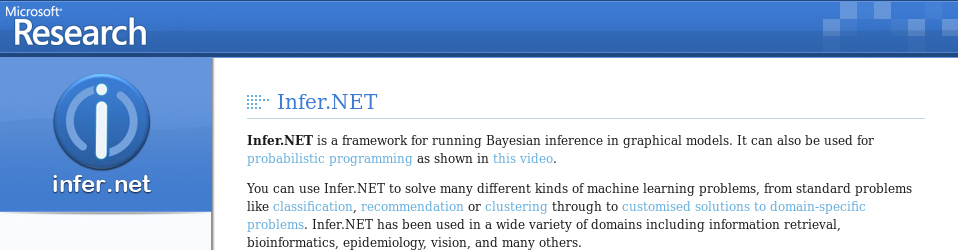 Microsoft®
Research
infer.net
Infer.NET
Infer.NET is a framework for running Bayesian inference in graphical models. It can also be used for
probabilistic programming as shown in this video.
You can use Infer.NET to solve many different kinds of machine learning problems, from standard problems
like classification, recommendation or clustering through to customised solutions to domain-specific
problems. Infer.NET has been used in a wide variety of domains including information retrieval,
bioinformatics, epidemiology, vision, and many others.